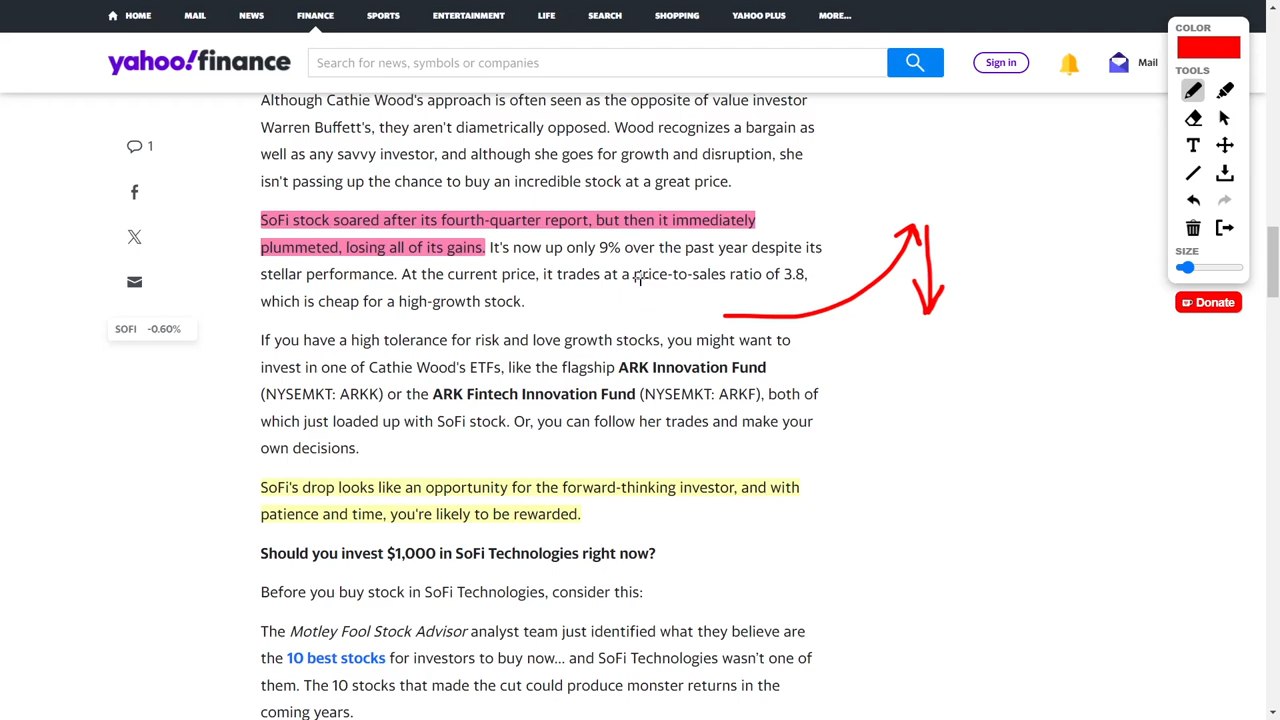 HOME MAIL NEWS FINANCE SPORTS ENTERTAINMENT LIFE SEARCH SHOPPING YAHOO PLUS MORE...
yahoo!finance
Search for news, symbols or companies
Sign in
Mail
COLOR
TOOLS
T
SIZE
Donate
1
SOFI -0.60%
Although Cathie Wood's approach is often seen as the opposite of value investor
Warren Buffett's, they aren't diametrically opposed. Wood recognizes a bargain as
well as any savvy investor, and although she goes for growth and disruption, she
isn't passing up the chance to buy an incredible stock at a great price.
SoFi stock soared after its fourth-quarter report, but then it immediately
plummeted, losing all of its gains. It's now up only 9% over the past year despite its
stellar performance. At the current price, it trades at a price-to-sales ratio of 3.8,
which is cheap for a high-growth stock.
If you have a high tolerance for risk and love growth stocks, you might want to
invest in one of Cathie Wood's ETFs, like the flagship ARK Innovation Fund
(NYSEMKT: ARKK) or the ARK Fintech Innovation Fund (NYSEMKT: ARKF), both of
which just loaded up with SoFi stock. Or, you can follow her trades and make your
own decisions.
SoFi's drop looks like an opportunity for the forward-thinking investor, and with
patience and time, you're likely to be rewarded.
Should you invest $1,000 in SoFi Technologies right now?
Before you buy stock in SoFi Technologies, consider this:
The Motley Fool Stock Advisor analyst team just identified what they believe are
the 10 best stocks for investors to buy now… and SoFi Technologies wasn't one of
them. The 10 stocks that made the cut could produce monster returns in the
coming years.